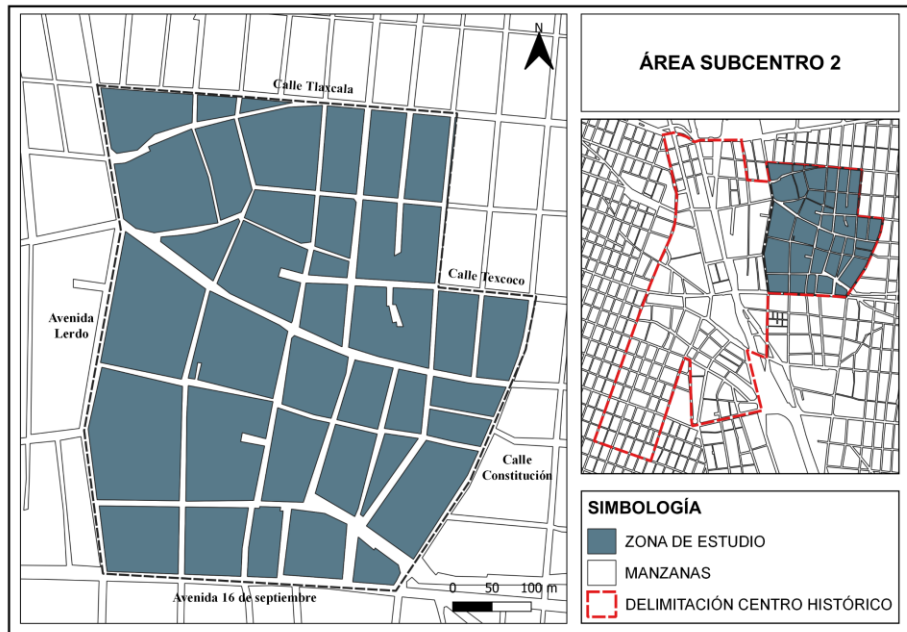 N
Calle Tlaxcala
Calle Texcoco
Avenida
Lerdo
Calle
Constitución
Avenida 16 de septiembre
0 50 100 m
ÁREA SUBCENTRO 2
SIMBOLOGÍA
ZONA DE ESTUDIO
MANZANAS
DELIMITACIÓN CENTRO HISTÓRICO